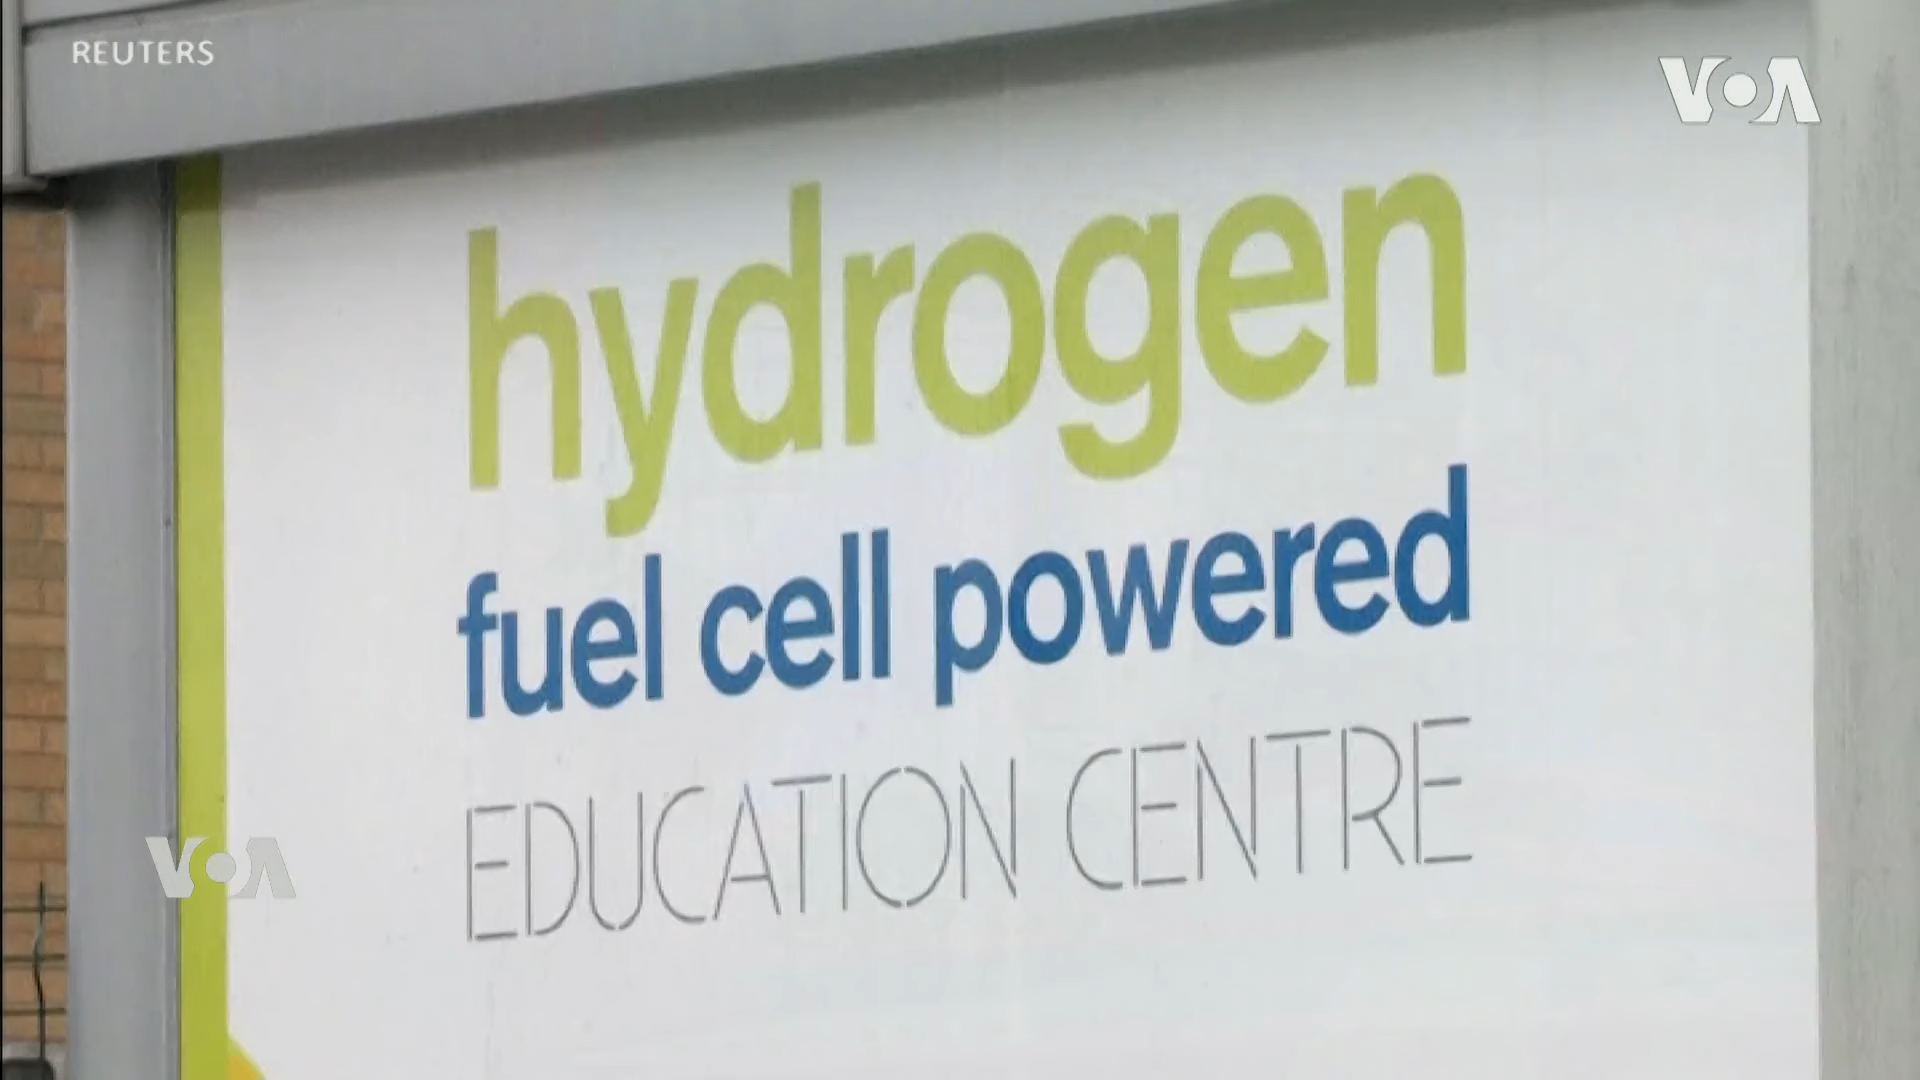 REUTERS
VOA
hydrogen
fuel cell powered
EDUCATION CENTRE
VOA